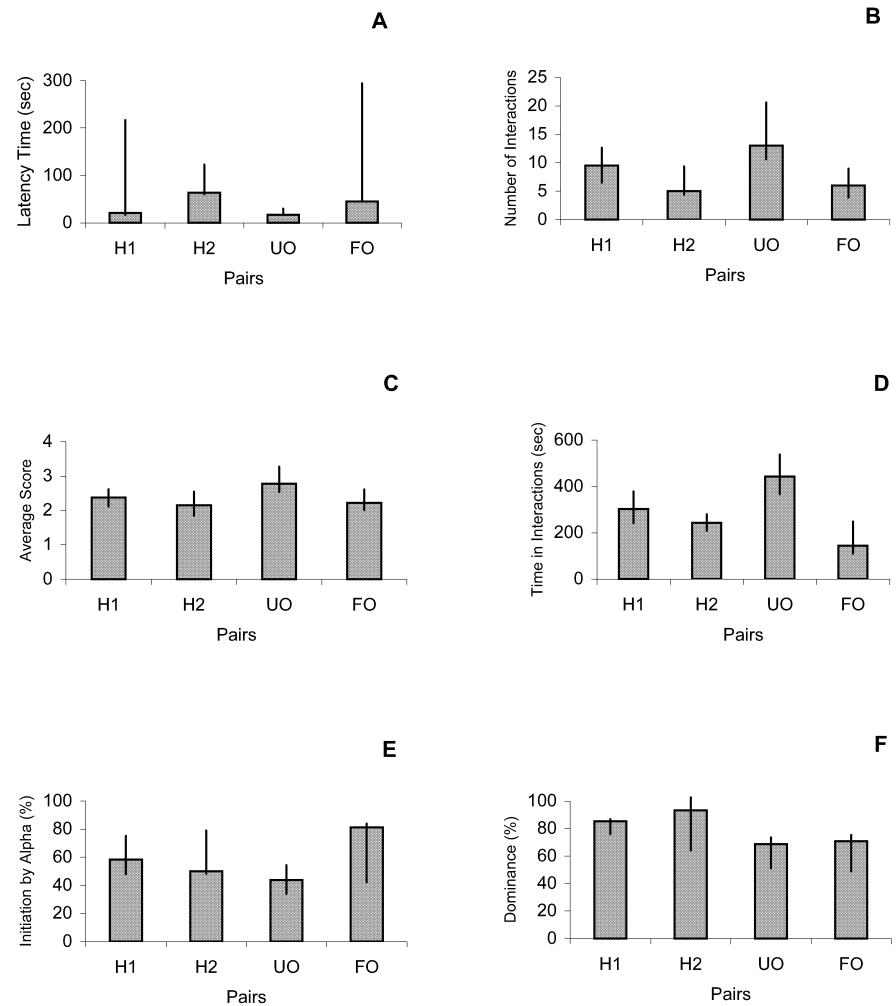 A
Latency Time (sec)
300
200
100
0
H1 H2 UO FO
Pairs
B
Number of Interactions
25
20
15
10
5
0
H1 H2 UO FO
Pairs
C
Average Score
4
3
2
1
0
H1 H2 UO FO
Pairs
D
Time in Interactions (sec)
600
400
200
0
H1 H2 UO FO
Pairs
E
Initiation by Alpha (%)
100
80
60
40
20
0
H1 H2 UO FO
Pairs
F
Dominance (%)
100
80
60
40
20
0
H1 H2 UO FO
Pairs